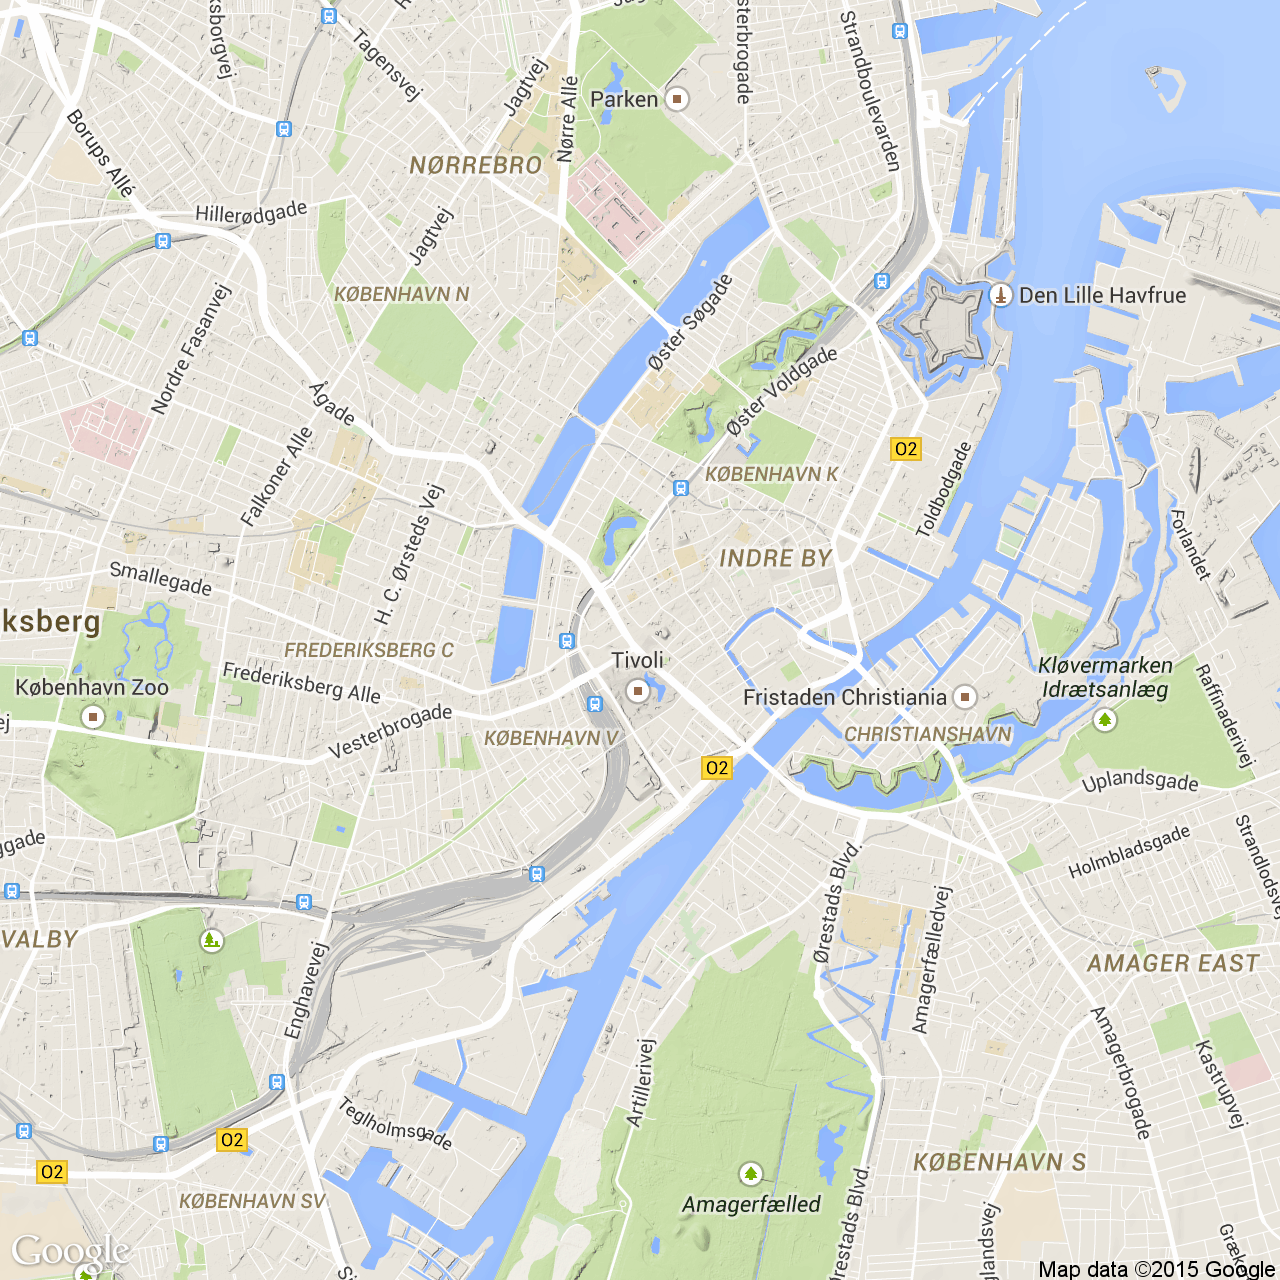 ksborgvej
Tagensvej
Jagtvej
Nørre Allé
Parken
sterbrogade
Strandboulevarden
Borups Allé
NØRREBRO
Hillerødgade
Jagtvej
KØBENHAVN N
Øster Søgade
Den Lille Havfrue
Nordre Fasanvej
Ågade
Øster Voldgade
Falkoner Alle
O2
KØBENHAVN K
H. C. Ørsteds Vej
Toldbodgade
Forlandet
INDRE BY
Smallegade
ksberg
FREDERIKSBERG C
Tivoli
Kløvermarken
Idrætsanlæg
København Zoo
Frederiksberg Alle
Fristaden Christiania
Raffinaderivej
ej
Vesterbrogade
KØBENHAVN V
CHRISTIANSHAVN
O2
Uplandsgade
ggade
Holmbladsgade
Strandlodsvej
Ørestads Blvd.
VALBY
Enghavevej
Amagerfælledvej
AMAGER EAST
Artillerivej
Amagerbrogade
Kastrupvej
Teglholmsgade
O2
O2
KØBENHAVN S
KØBENHAVN SV
Amagerfælled
Ørestads Blvd.
glandsvej
Google
Map data ©2015 Google